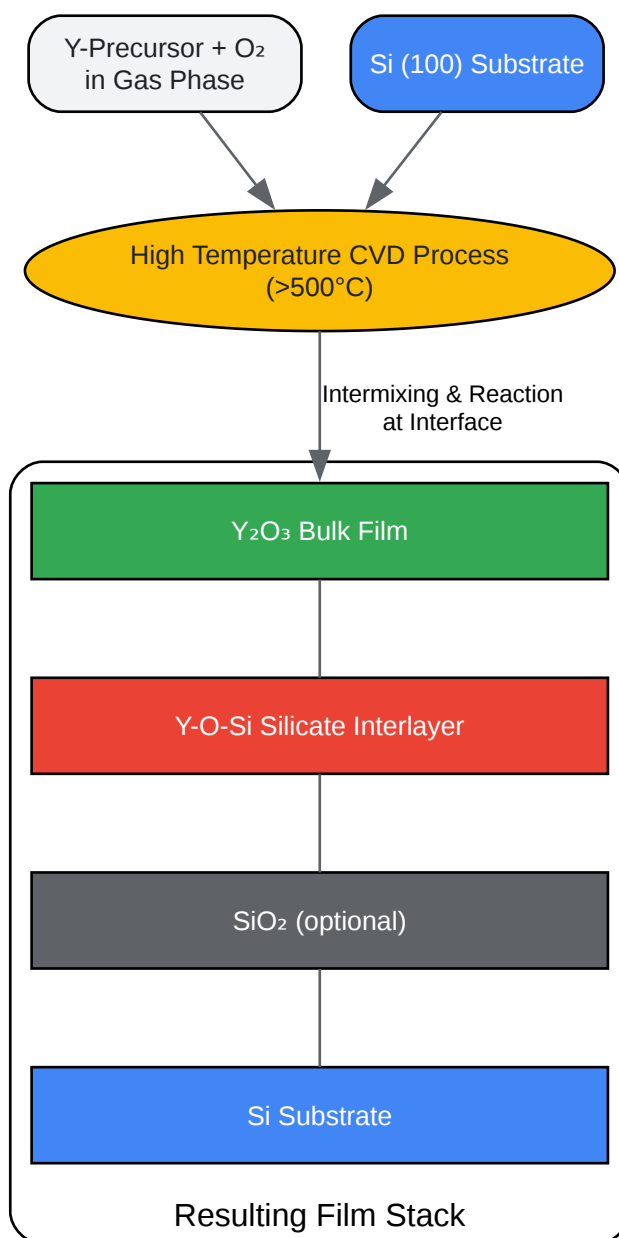 Y-Precursor + O₂
in Gas Phase
Si (100) Substrate
High Temperature CVD Process
(>500°C)
Intermixing & Reaction
at Interface
Y₂O₃ Bulk Film
Y-O-Si Silicate Interlayer
SiO₂ (optional)
Si Substrate
Resulting Film Stack